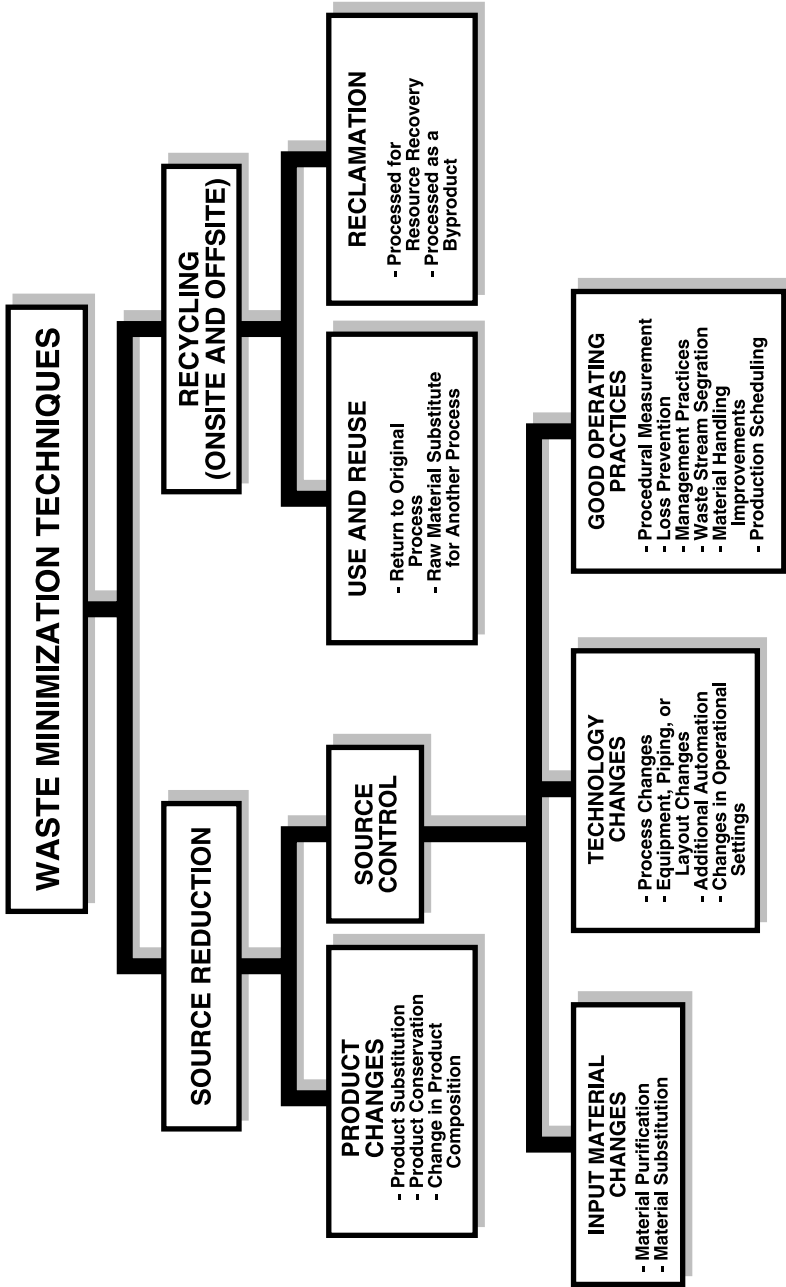 WASTE MINIMIZATION TECHNIQUES
SOURCE REDUCTION
RECYCLING
(ONSITE AND OFFSITE)
PRODUCT
CHANGES
- Product Substitution
- Product Conservation
- Change in Product
Composition
SOURCE
CONTROL
USE AND REUSE
- Return to Original
Process
- Raw Material Substitute
for Another Process
RECLAMATION
- Processed for
Resource Recovery
- Processed as a
Byproduct
INPUT MATERIAL
CHANGES
- Material Purification
- Material Substitution
TECHNOLOGY
CHANGES
- Process Changes
- Equipment, Piping, or
Layout Changes
- Additional Automation
- Changes in Operational
Settings
GOOD OPERATING
PRACTICES
- Procedural Measurement
- Loss Prevention
- Management Practices
- Waste Stream Segration
- Material Handling
Improvements
- Production Scheduling